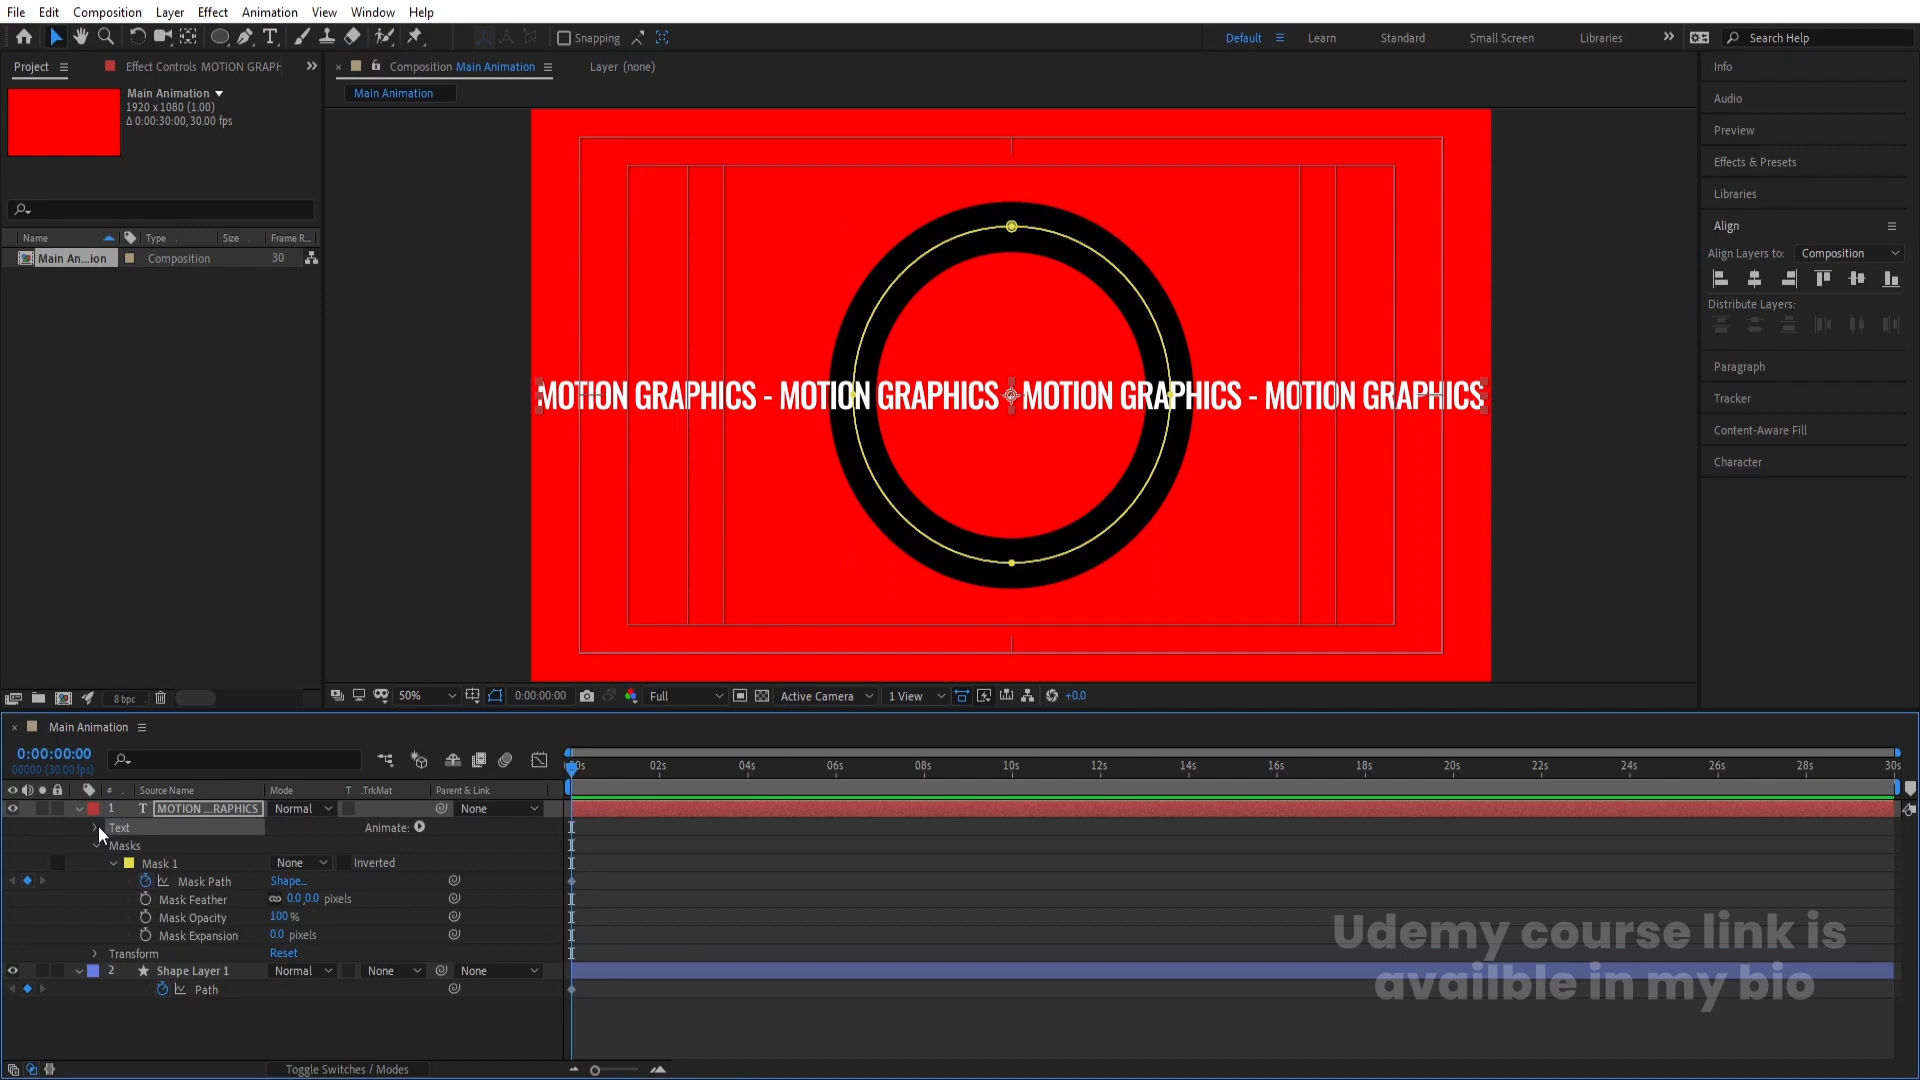 File Edit Composition Layer Effect Animation View Window Help
Snapping
Default Learn Standard Small Screen Libraries Search Help
Project Effect Controls MOTION GRAPH
Composition Main Animation Layer (none)
Main Animation
Main Animation
1920 x 1080 (1.00)
Δ 0:00:30:00, 30.00 fps
Name Type Size Frame R...
Main An...ion Composition 30
8 bpc
MOTION GRAPHICS - MOTION GRAPHICS MOTION GRAPHICS - MOTION GRAPHICS
50% 0:00:00:00 Full Active Camera 1 View +0.0
Info
Audio
Preview
Effects & Presets
Libraries
Align
Align Layers to: Composition
Distribute Layers:
Paragraph
Tracker
Content-Aware Fill
Character
Main Animation
0:00:00:00
00000 (30.00 fps)
02s 04s 06s 08s 10s 12s 14s 16s 18s 20s 22s 24s 26s 28s 30s
# Source Name Mode T .TrkMat Parent & Link
1 T MOTION ...RAPHICS Normal None
Text Animate:
Masks
Mask 1 None Inverted
Mask Path Shape...
Mask Feather 0.0,0.0 pixels
Mask Opacity 100 %
Mask Expansion 0.0 pixels
Transform Reset
2 Shape Layer 1 Normal None None
Path
Toggle Switches / Modes
Udemy course link is
availble in my bio